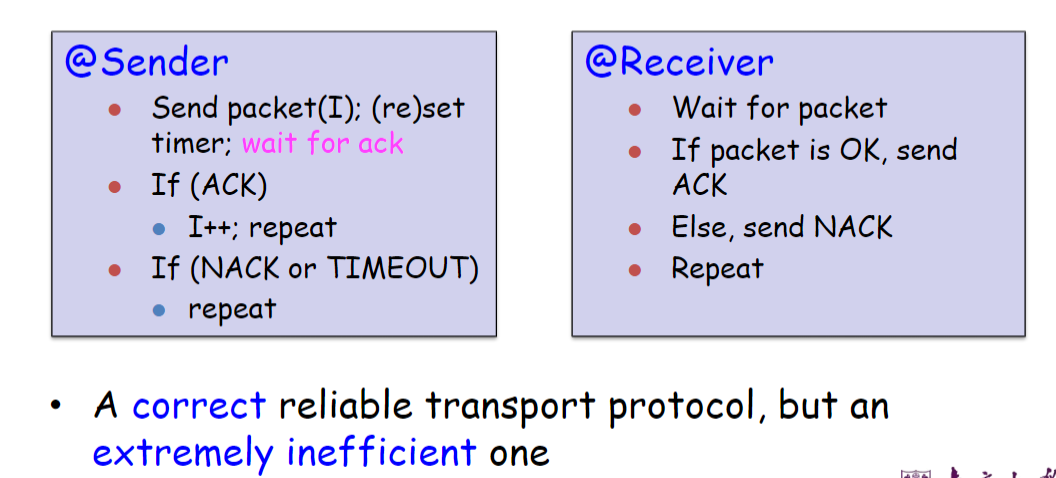 @Sender
• Send packet(I); (re)set
timer; wait for ack
• If (ACK)
• I++; repeat
• If (NACK or TIMEOUT)
• repeat
@Receiver
• Wait for packet
• If packet is OK, send
ACK
• Else, send NACK
• Repeat
• A correct reliable transport protocol, but an
extremely inefficient one